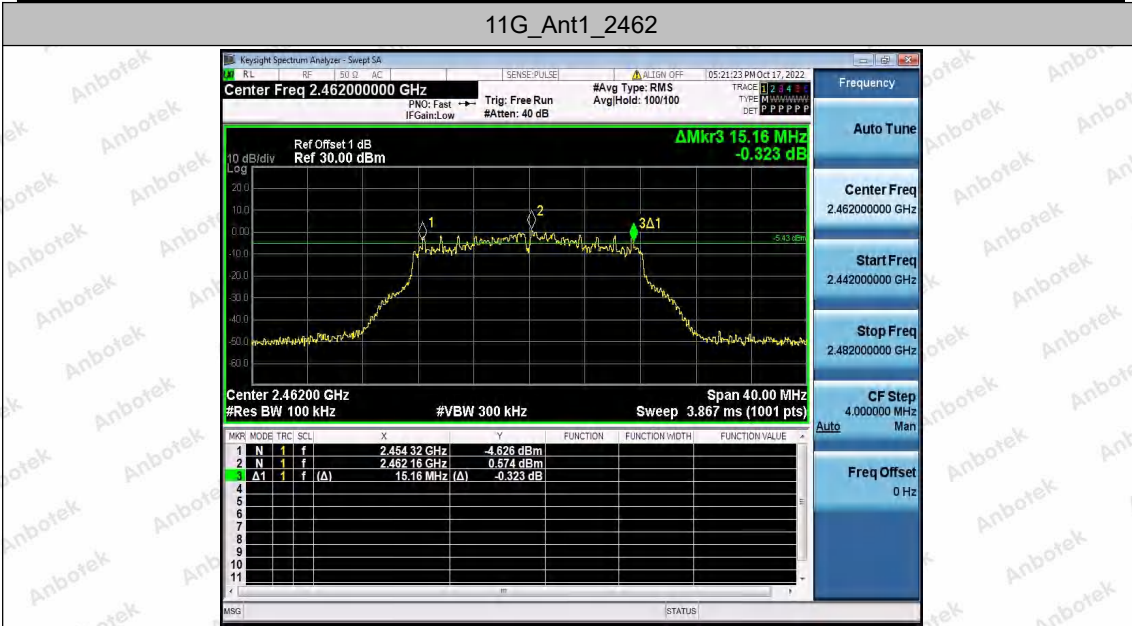 11G_Ant1_2462
Keysight Spectrum Analyzer - Swept SA
RL RF 50 Ω AC SENSE:PULSE ALIGN OFF 05:21:23 PM Oct 17, 2022
Center Freq 2.462000000 GHz
PNO: Fast
IFGain:Low
Trig: Free Run
#Atten: 40 dB
#Avg Type: RMS
Avg|Hold: 100/100
TRACE 1 2 3 4 5 6
TYPE M WWWWW
DET P P P P P P
Frequency
Auto Tune
Center Freq
2.462000000 GHz
Start Freq
2.442000000 GHz
Stop Freq
2.482000000 GHz
CF Step
4.000000 MHz
Auto Man
Freq Offset
0 Hz
ΔMkr3 15.16 MHz
-0.323 dB
Ref Offset 1 dB
10 dB/div Ref 30.00 dBm
Log
20.0
10.0
0.00
-10.0
-20.0
-30.0
-40.0
-50.0
-60.0
1
2
3Δ1
-5.43 dBm
Center 2.46200 GHz Span 40.00 MHz
#Res BW 100 kHz #VBW 300 kHz Sweep 3.867 ms (1001 pts)
MKR MODE TRC SCL X Y FUNCTION FUNCTION WIDTH FUNCTION VALUE
1 N 1 f 2.454 32 GHz -4.626 dBm
2 N 1 f 2.462 16 GHz 0.574 dBm
3 Δ1 1 f (Δ) 15.16 MHz (Δ) -0.323 dB
4
5
6
7
8
9
10
11
MSG STATUS
Anbotek